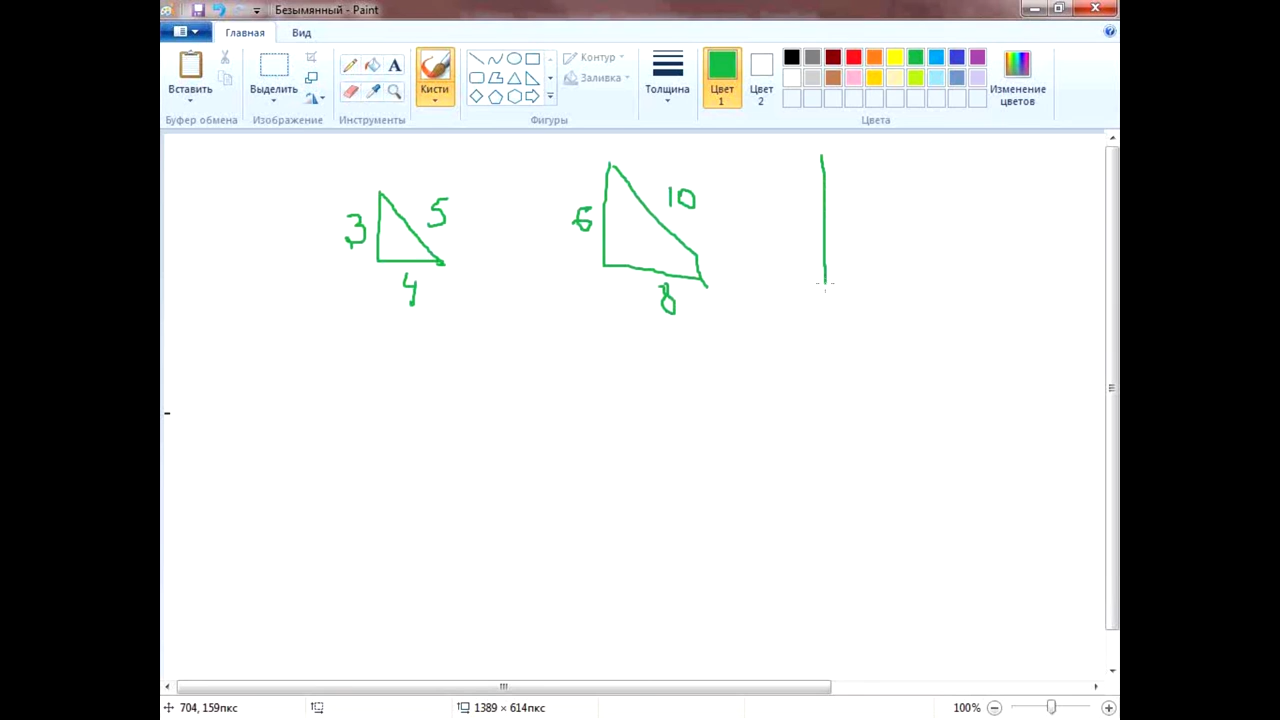 Безымянный - Paint
Главная Вид
Вставить
Выделить
Кисти
Контур
Заливка
Толщина
Цвет 1
Цвет 2
Изменение цветов
Буфер обмена
Изображение
Инструменты
Фигуры
Цвета
3 5 4
6 10 8
704, 159пкс
1389 × 614пкс
100%